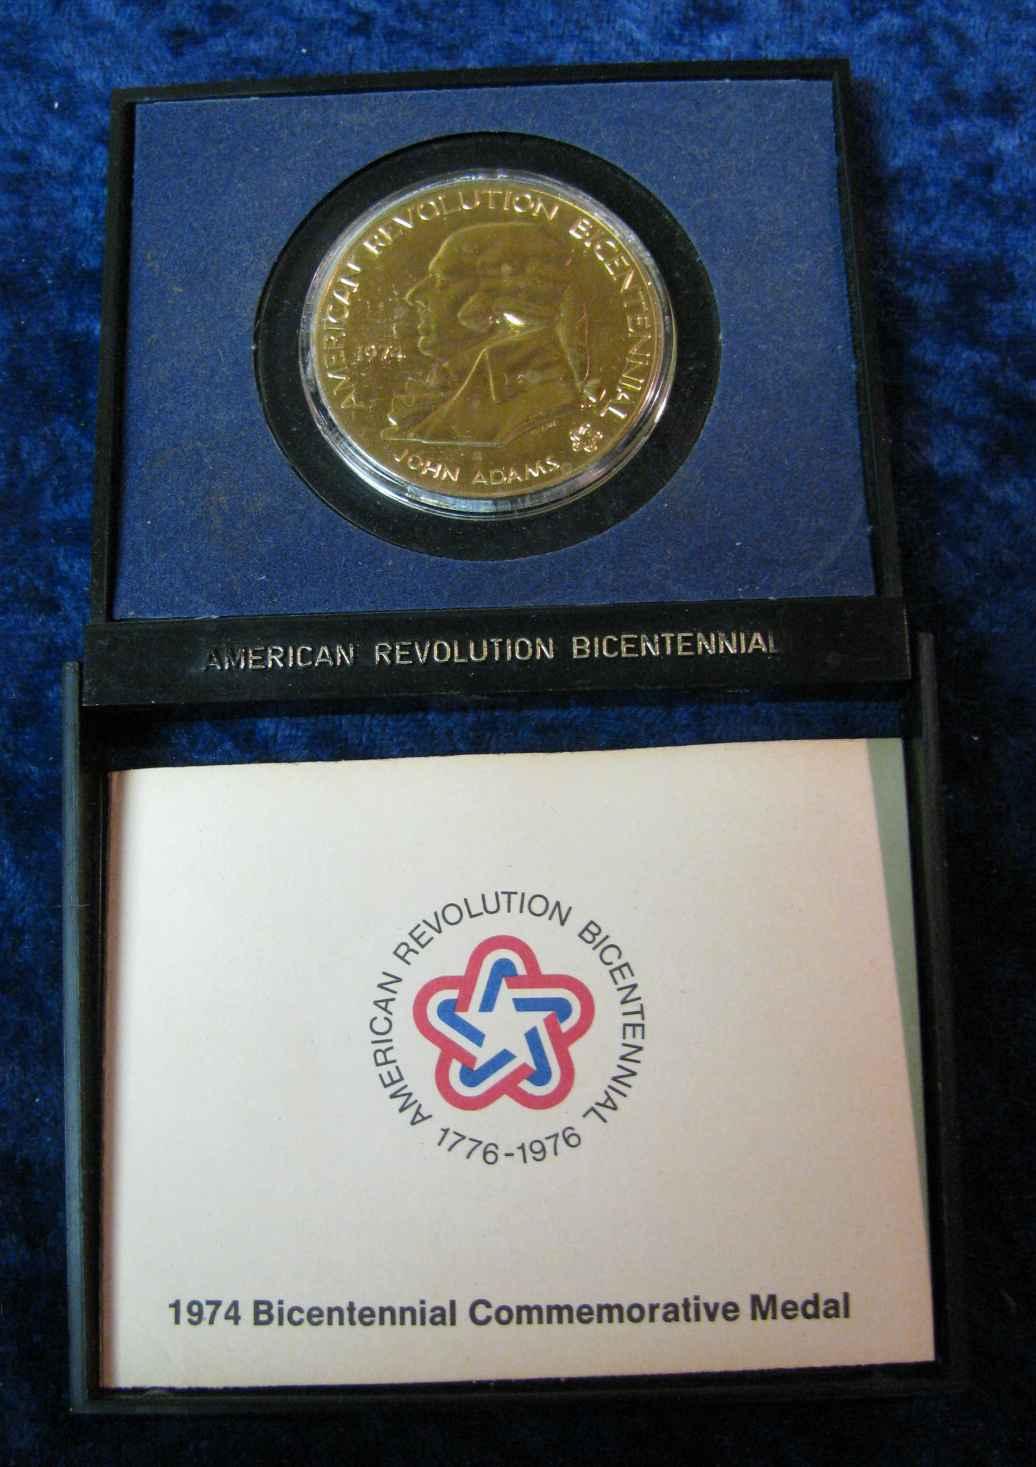 AMERICAN REVOLUTION BICENTENNIAL
1974
JOHN ADAMS
AMERICAN REVOLUTION BICENTENNIAL
AMERICAN REVOLUTION BICENTENNIAL
1776-1976
1974 Bicentennial Commemorative Medal